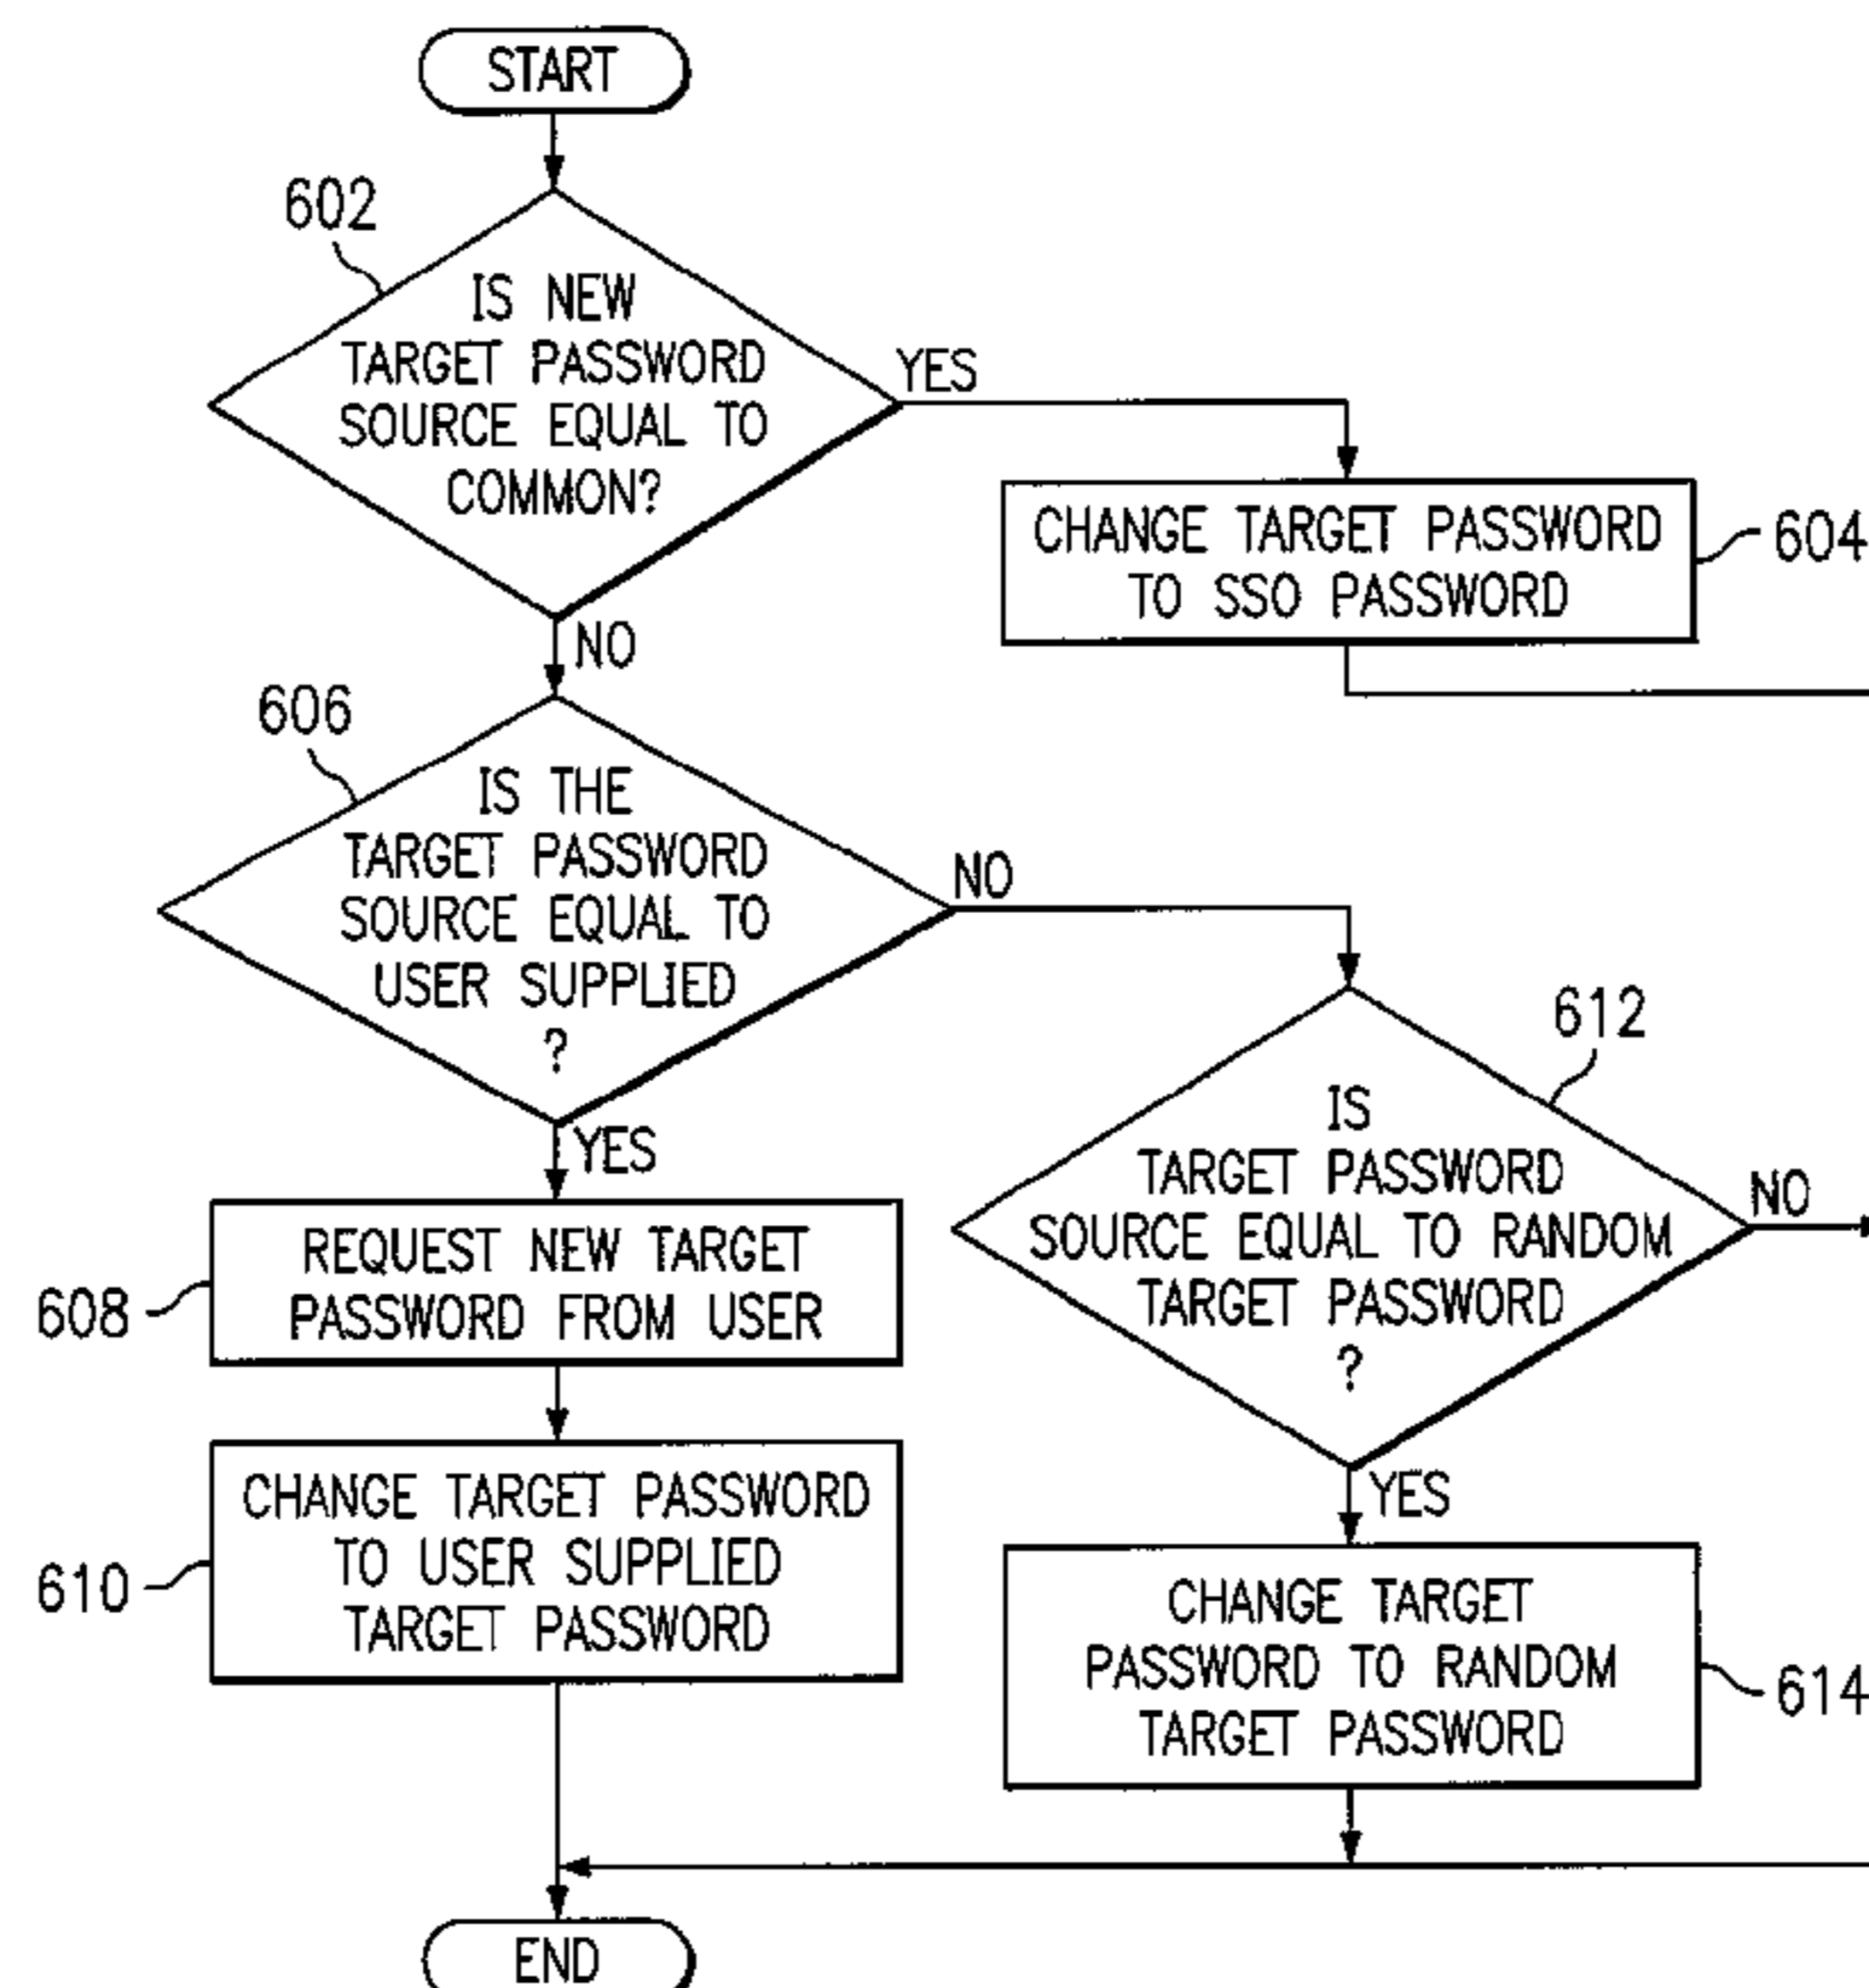 START
602
IS NEW
TARGET PASSWORD
SOURCE EQUAL TO
COMMON?
YES
CHANGE TARGET PASSWORD
TO SSO PASSWORD
604
NO
606
IS THE
TARGET PASSWORD
SOURCE EQUAL TO
USER SUPPLIED
?
NO
612
IS
TARGET PASSWORD
SOURCE EQUAL TO RANDOM
TARGET PASSWORD
?
NO
YES
REQUEST NEW TARGET
PASSWORD FROM USER
608
CHANGE TARGET PASSWORD
TO USER SUPPLIED
TARGET PASSWORD
610
YES
CHANGE TARGET
PASSWORD TO RANDOM
TARGET PASSWORD
614
END